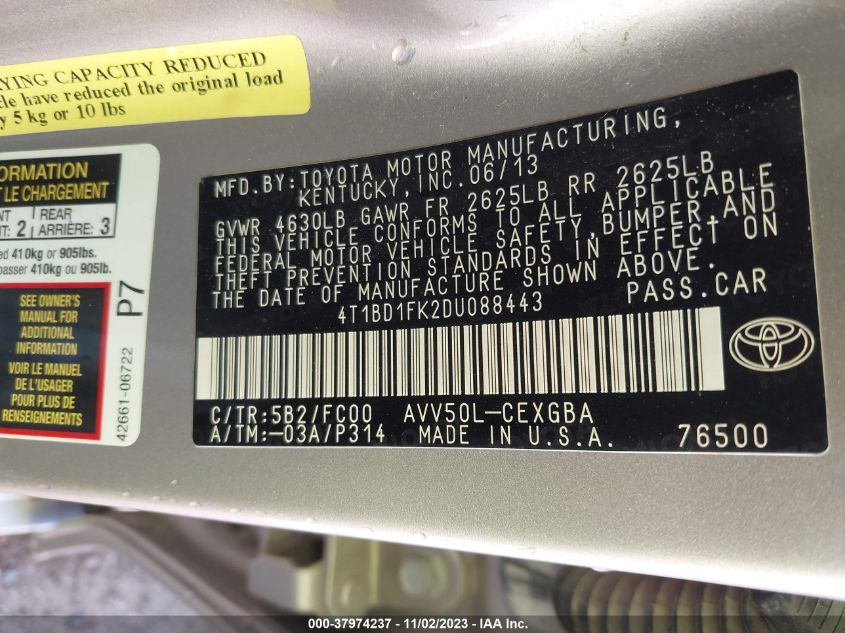 YING CAPACITY REDUCED
cle have reduced the original load
y 5 kg or 10 lbs
ORMATION
T LE CHARGEMENT
NT 2 REAR 3
NT: ARRIÈRE:
ed 410kg or 905lbs.
passer 410kg ou 905lb.
SEE OWNER'S
MANUAL FOR
ADDITIONAL
INFORMATION
VOIR LE MANUEL
DE L'USAGER
POUR PLUS DE
RENSEIGNEMENTS
P7
42661-06722
MFD.BY:TOYOTA MOTOR MANUFACTURING,
KENTUCKY,INC.06/13
GVWR 4630LB GAWR FR 2625LB RR 2625LB
THIS VEHICLE CONFORMS TO ALL APPLICABLE
FEDERAL MOTOR VEHICLE SAFETY,BUMPER,AND
THEFT PREVENTION STANDARDS IN EFFECT ON
THE DATE OF MANUFACTURE SHOWN ABOVE.
4T1BD1FK2DU088443 PASS.CAR
C/TR:5B2/FC00 AVV50L-CEXGBA
A/TM:-03A/P314 MADE IN U.S.A. 76500
000-37974237 - 11/02/2023 - IAA Inc.